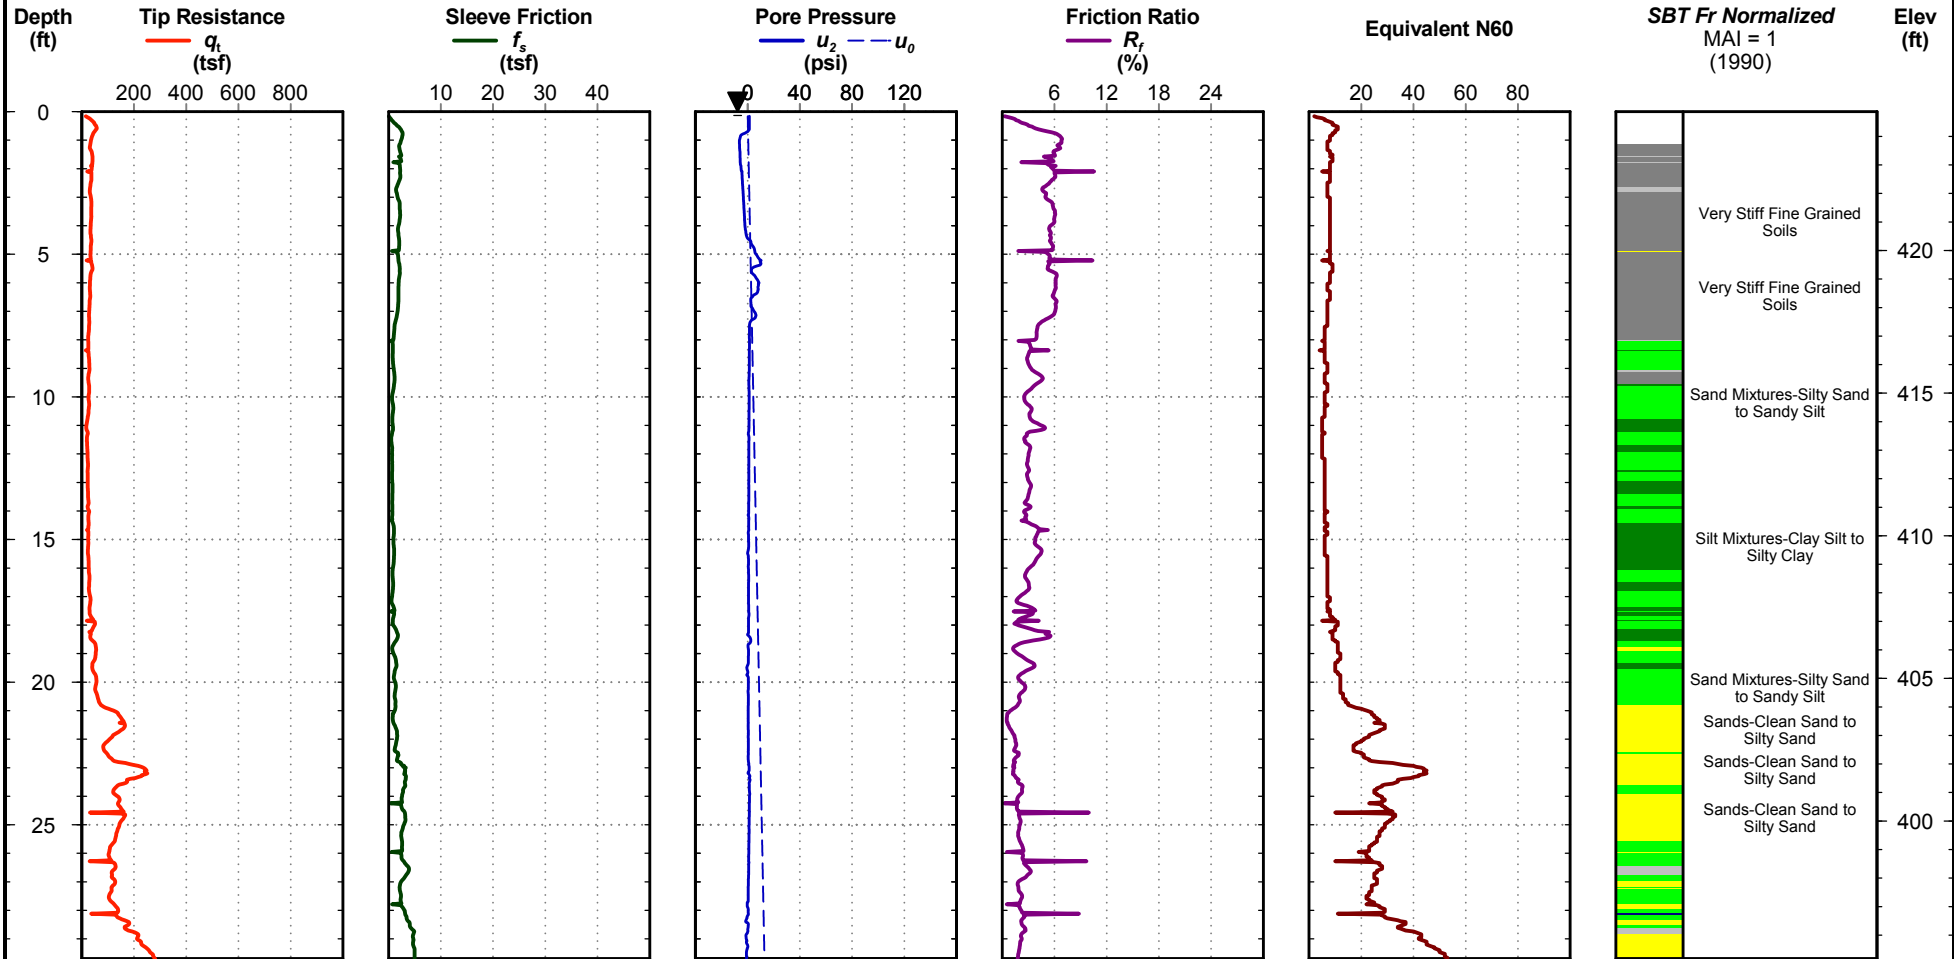 Depth
(ft)
Tip Resistance
qt
(tsf)
Sleeve Friction
fs
(tsf)
Pore Pressure
u2
u0
(psi)
Friction Ratio
Rf
(%)
Equivalent N60
SBT Fr Normalized
MAI = 1
(1990)
Elev
(ft)
200 400 600 800
10 20 30 40
0 40 80 120
6 12 18 24
20 40 60 80
0
5
10
15
20
25
Very Stiff Fine Grained
Soils
Very Stiff Fine Grained
Soils
Sand Mixtures-Silty Sand
to Sandy Silt
Silt Mixtures-Clay Silt to
Silty Clay
Sand Mixtures-Silty Sand
to Sandy Silt
Sands-Clean Sand to
Silty Sand
Sands-Clean Sand to
Silty Sand
Sands-Clean Sand to
Silty Sand
420
415
410
405
400